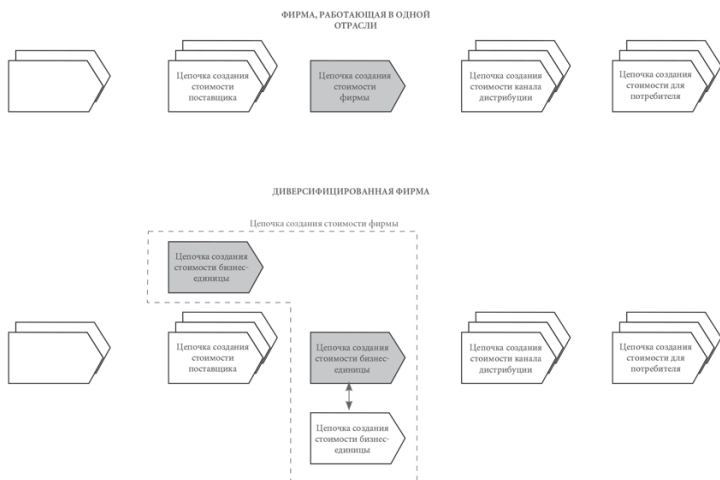 ФИРМА, РАБОТАЮЩАЯ В ОДНОЙ
ОТРАСЛИ
Цепочка создания
стоимости
поставщика
Цепочка создания
стоимости
фирмы
Цепочка создания
стоимости канала
дистрибуции
Цепочка создания
стоимости для
потребителя
ДИВЕРСИФИЦИРОВАННАЯ ФИРМА
Цепочка создания стоимости фирмы
Цепочка создания
стоимости бизнес-
единицы
Цепочка создания
стоимости
поставщика
Цепочка создания
стоимости бизнес-
единицы
Цепочка создания
стоимости канала
дистрибуции
Цепочка создания
стоимости для
потребителя
Цепочка создания
стоимости бизнес-
единицы